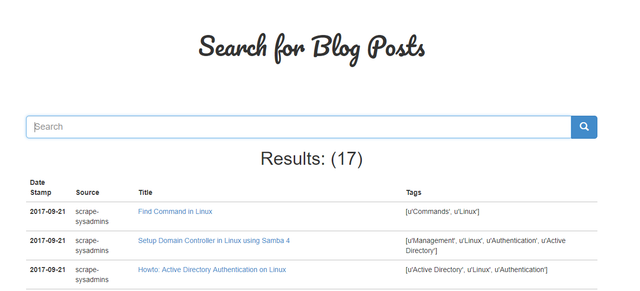 Search for Blog Posts
Search
Results: (17)
Date Stamp Source Title Tags
2017-09-21 scrape-sysadmins Find Command in Linux [u'Commands', u'Linux']
2017-09-21 scrape-sysadmins Setup Domain Controller in Linux using Samba 4 [u'Management', u'Linux', u'Authentication', u'Active Directory']
2017-09-21 scrape-sysadmins Howto: Active Directory Authentication on Linux [u'Active Directory', u'Linux', u'Authentication']